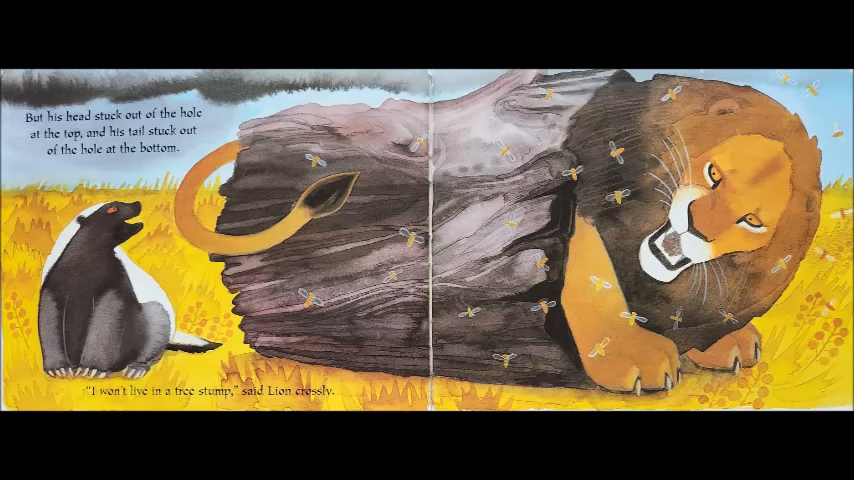 But his head stuck out of the hole
at the top, and his tail stuck out
of the hole at the bottom.
"I won't live in a tree stump," said Lion crossly.